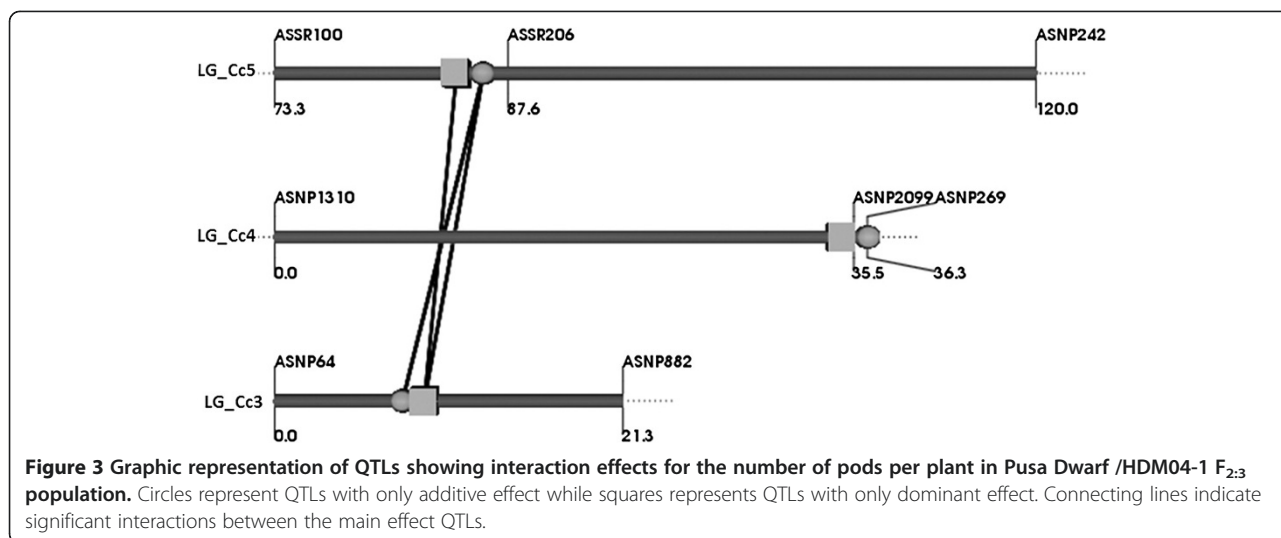 ASSR100 ASSR206 ASNP242
LG_Cc5
73.3 87.6 120.0
ASNP1310 ASNP2099 ASNP269
LG_Cc4
0.0 35.5 36.3
ASNP64 ASNP882
LG_Cc3
0.0 21.3
Figure 3 Graphic representation of QTLs showing interaction effects for the number of pods per plant in Pusa Dwarf /HDM04-1 F2:3
population. Circles represent QTLs with only additive effect while squares represents QTLs with only dominant effect. Connecting lines indicate
significant interactions between the main effect QTLs.